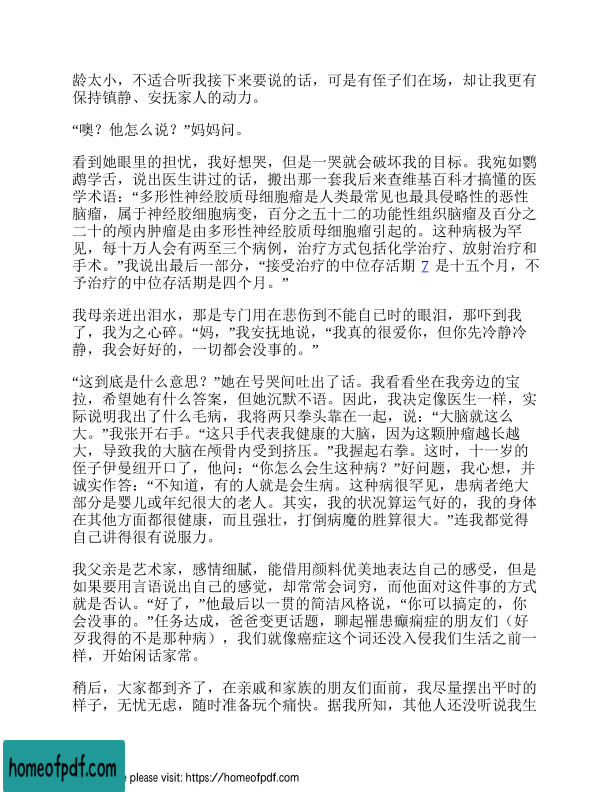 龄太小，不适合听我接下来要说的话，可是有侄子们在场，却让我更有
保持镇静、安抚家人的动力。
“噢？他怎么说？”妈妈问。
看到她眼里的担忧，我好想哭，但是一哭就会破坏我的目标。我宛如鹦
鹉学舌，说出医生讲过的话，搬出那一套我后来查维基百科才搞懂的医
学术语：“多形性神经胶质母细胞瘤是人类最常见也最具侵略性的恶性
脑瘤，属于神经胶细胞病变，百分之五十二的功能性组织脑瘤及百分之
二十的颅内肿瘤是由多形性神经胶质母细胞瘤引起的。这种病极为罕
见，每十万人会有两至三个病例，治疗方式包括化学治疗、放射治疗和
手术。”我说出最后一部分，“接受治疗的中位存活期 7 是十五个月，不
予治疗的中位存活期是四个月。”
我母亲迸出泪水，那是专门用在悲伤到不能自己时的眼泪，那吓到我
了，我为之心碎。“妈，”我安抚地说，“我真的很爱你，但你先冷静冷
静，我会好好的，一切都会没事的。”
“这到底是什么意思？”她在号哭间吐出了话。我看看坐在我旁边的宝
拉，希望她有什么答案，但她沉默不语。因此，我决定像医生一样，实
际说明我出了什么毛病，我将两只拳头靠在一起，说：“大脑就这么
大。”我张开右手。“这只手代表我健康的大脑，因为这颗肿瘤越长越
大，导致我的大脑在颅骨内受到挤压。”我握起右拳。这时，十一岁的
侄子伊曼纽开口了，他问：“你怎么会生这种病？”好问题，我心想，并
诚实作答：“不知道，有的人就是会生病。这种病很罕见，患病者绝大
部分是婴儿或年纪很大的老人。其实，我的状况算运气好的，我的身体
在其他方面都很健康，而且强壮，打倒病魔的胜算很大。”连我都觉得
自己讲得很有说服力。
我父亲是艺术家，感情细腻，能借用颜料优美地表达自己的感受，但是
如果要用言语说出自己的感觉，却常常会词穷，而他面对这件事的方式
就是否认。“好了，”他最后以一贯的简洁风格说，“你可以搞定的，你
会没事的。”任务达成，爸爸变更话题，聊起罹患癫痫症的朋友们（好
歹我得的不是那种病），我们就像癌症这个词还没入侵我们生活之前一
样，开始闲话家常。
稍后，大家都到齐了，在亲戚和家族的朋友们面前，我尽量摆出平时的
样子，无忧无虑，随时准备玩个痛快。据我所知，其他人还没听说我生
homeofpdf.com
e please visit: https://homeofpdf.com